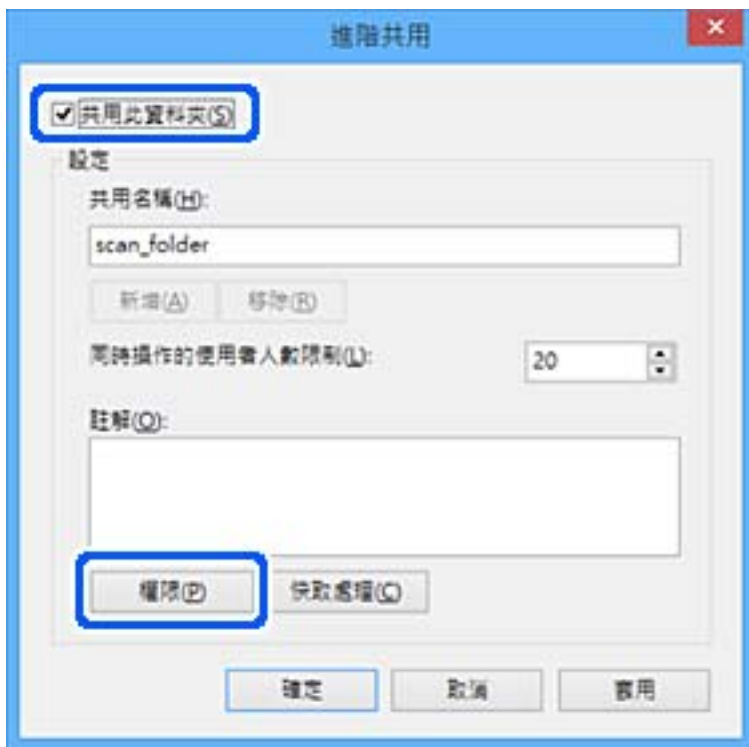 進階共用
共用此資料夾(S)
設定
共用名稱(H):
scan_folder
新增(A) 移除(R)
同時操作的使用者人數限制(L): 20
註解(O):
權限(P) 快取處理(C)
確定 取消 套用